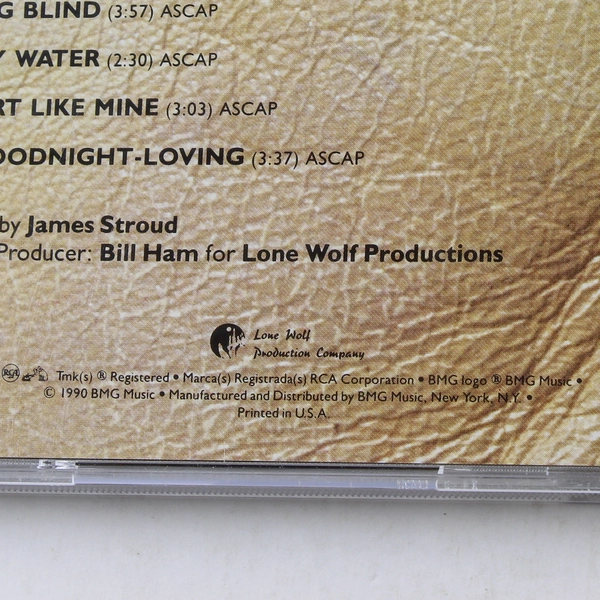 G BLIND (3:57) ASCAP
Y WATER (2:30) ASCAP
RT LIKE MINE (3:03) ASCAP
OODNIGHT-LOVING (3:37) ASCAP
by James Stroud
Producer: Bill Ham for Lone Wolf Productions
Lone Wolf
Production Company
RCA Tmk(s) ® Registered • Marca(s) Registrada(s) RCA Corporation • BMG logo ® BMG Music •
© 1990 BMG Music • Manufactured and Distributed by BMG Music, New York, N.Y. •
Printed in U.S.A.